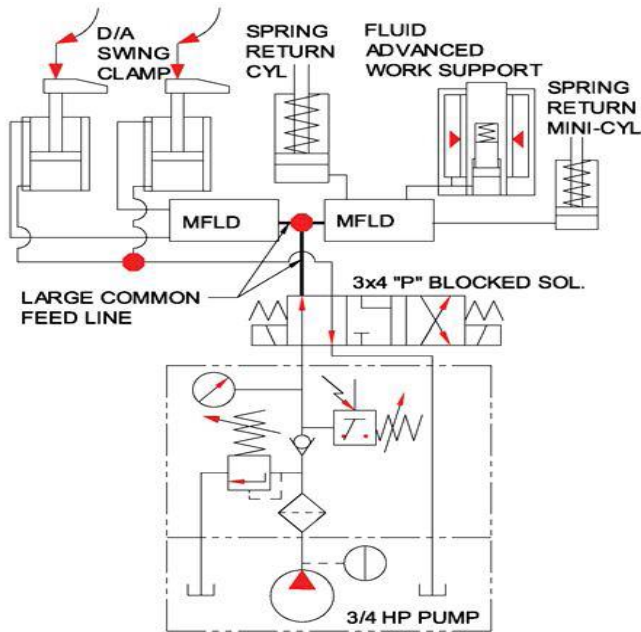 D/A
SWING
CLAMP
SPRING
RETURN
CYL
FLUID
ADVANCED
WORK SUPPORT
SPRING
RETURN
MINI-CYL
MFLD
MFLD
LARGE COMMON
FEED LINE
3x4 "P" BLOCKED SOL.
3/4 HP PUMP